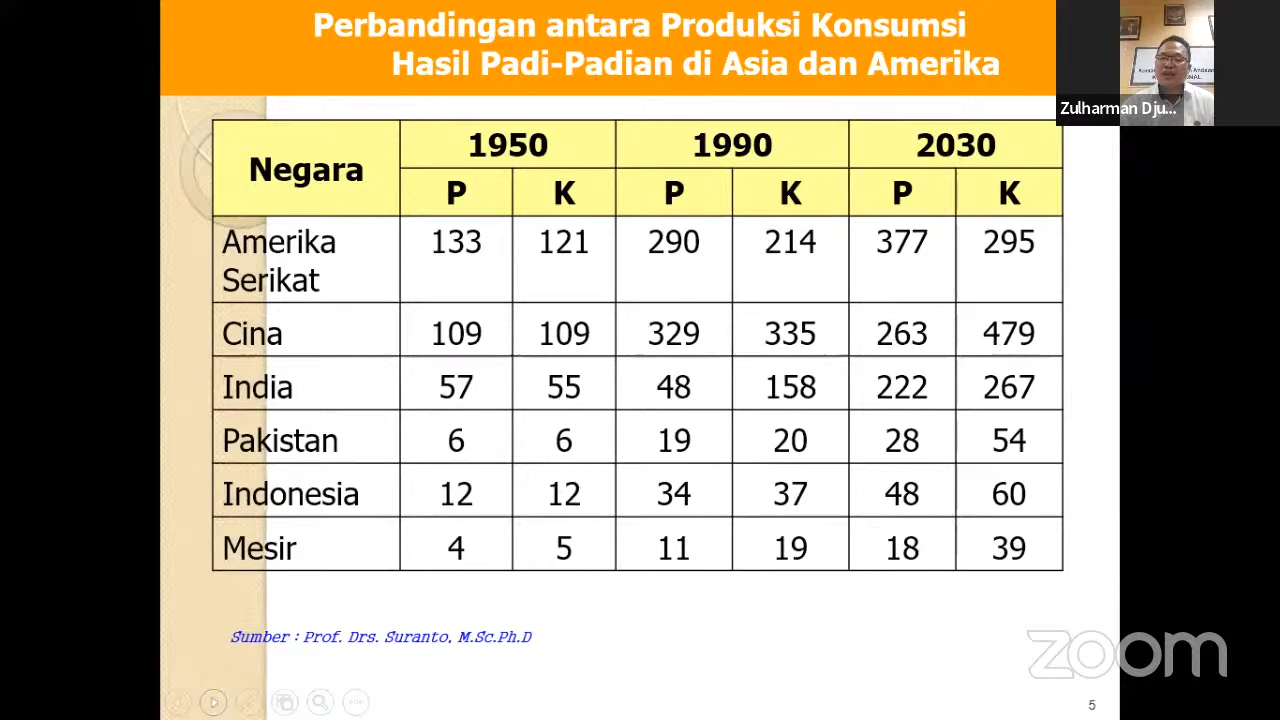 Perbandingan antara Produksi Konsumsi
Hasil Padi-Padian di Asia dan Amerika
Zulharman Dju...
Negara 1950 1990 2030
P K P K P K
Amerika Serikat 133 121 290 214 377 295
Cina 109 109 329 335 263 479
India 57 55 48 158 222 267
Pakistan 6 6 19 20 28 54
Indonesia 12 12 34 37 48 60
Mesir 4 5 11 19 18 39
Sumber : Prof. Drs. Suranto, M.Sc.Ph.D
zoom
5